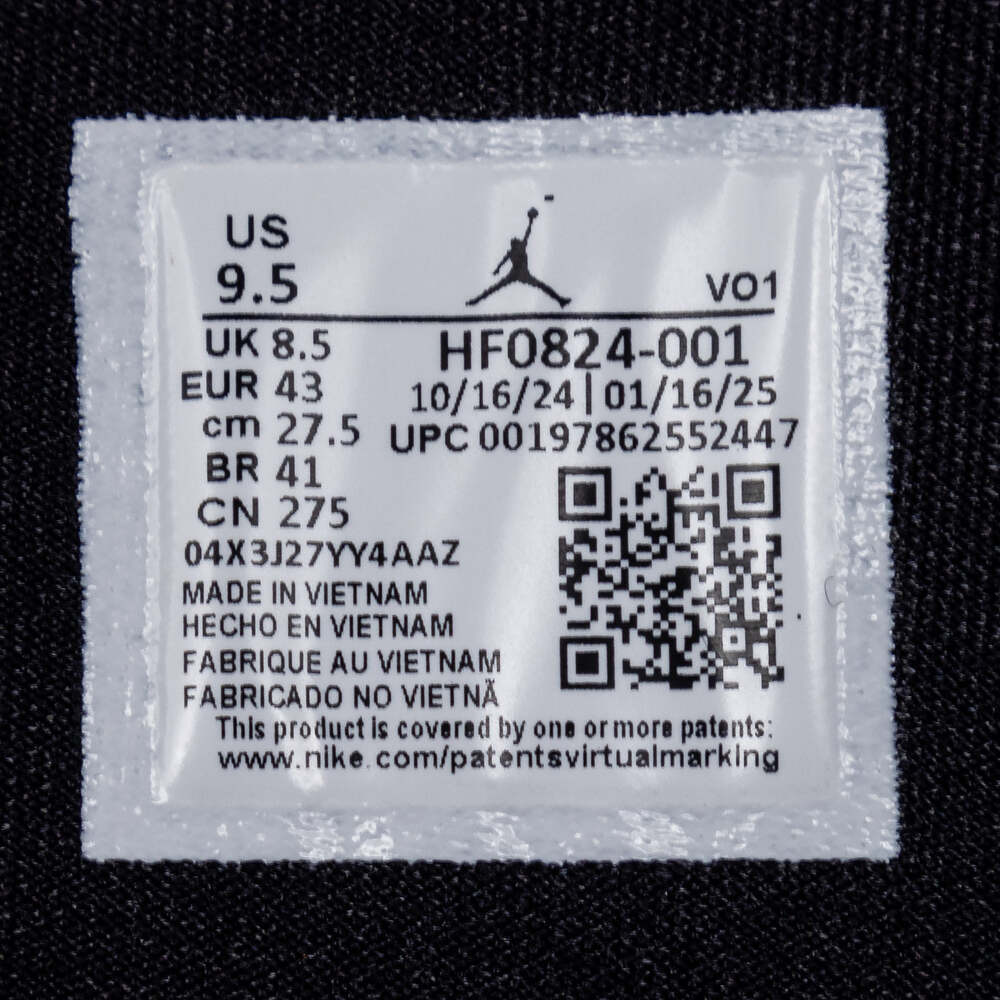 US
9.5
VO1
UK 8.5
HF0824-001
EUR 43
10/16/24|01/16/25
cm 27.5
UPC 00197862552447
BR 41
CN 275
04X3J27YY4AAZ
MADE IN VIETNAM
HECHO EN VIETNAM
FABRIQUE AU VIETNAM
FABRICADO NO VIETNÃ
This product is covered by one or more patents:
www.nike.com/patentsvirtualmarking